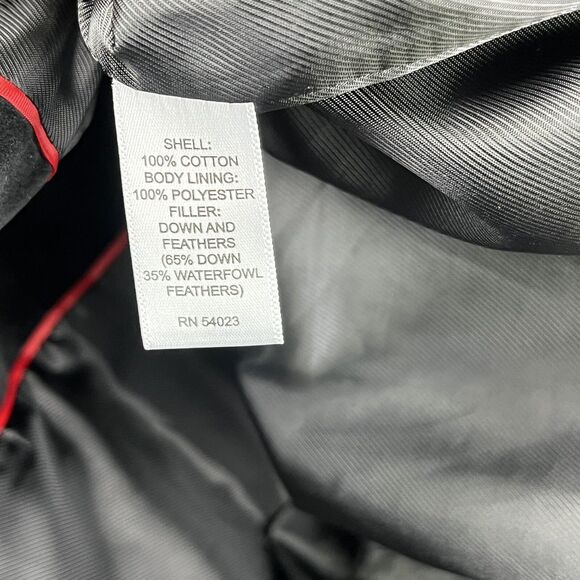 SHELL:
100% COTTON
BODY LINING:
100% POLYESTER
FILLER:
DOWN AND
FEATHERS
(65% DOWN
35% WATERFOWL
FEATHERS)
RN 54023